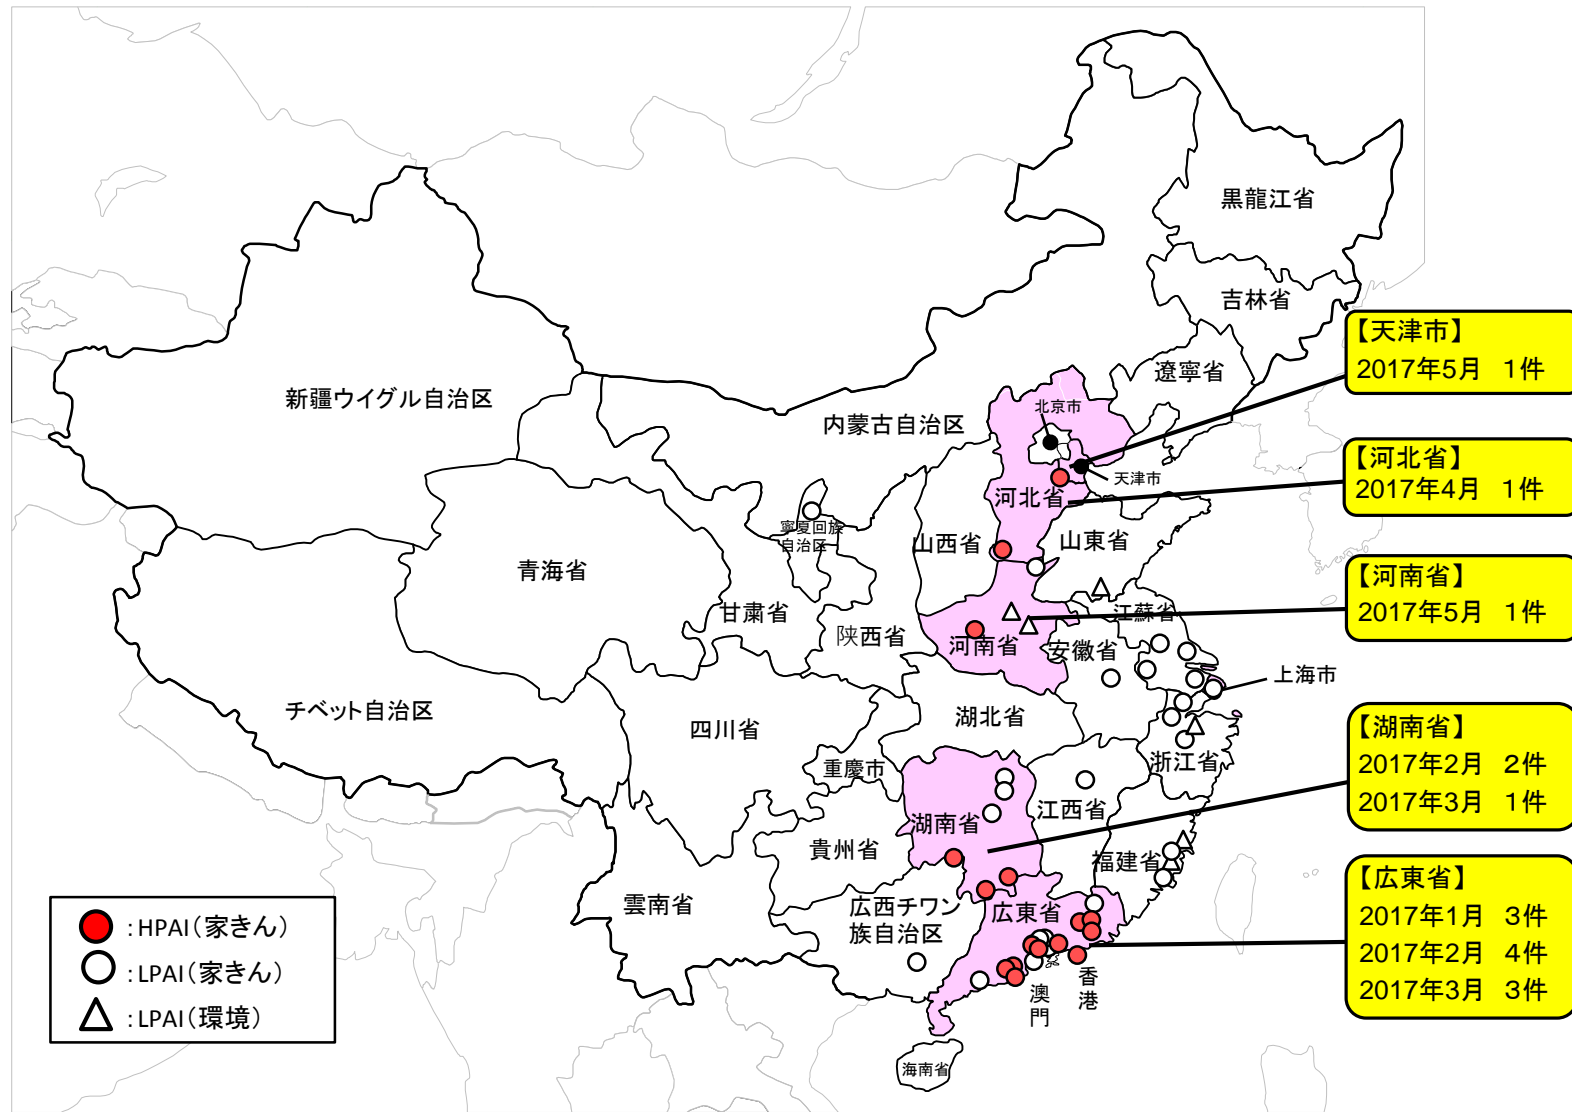 黒龍江省
吉林省
遼寧省
新疆ウイグル自治区
内蒙古自治区
北京市
天津市
河北省
寧夏回族
自治区
山西省
山東省
青海省
甘粛省
陕西省
河南省
江蘇省
安徽省
上海市
チベット自治区
四川省
湖北省
重慶市
浙江省
江西省
湖南省
貴州省
福建省
雲南省
広西チワン
族自治区
広東省
香港
澳門
海南省
【天津市】
2017年5月 1件
【河北省】
2017年4月 1件
【河南省】
2017年5月 1件
【湖南省】
2017年2月 2件
2017年3月 1件
【広東省】
2017年1月 3件
2017年2月 4件
2017年3月 3件
:HPAI(家きん)
:LPAI(家きん)
:LPAI(環境)